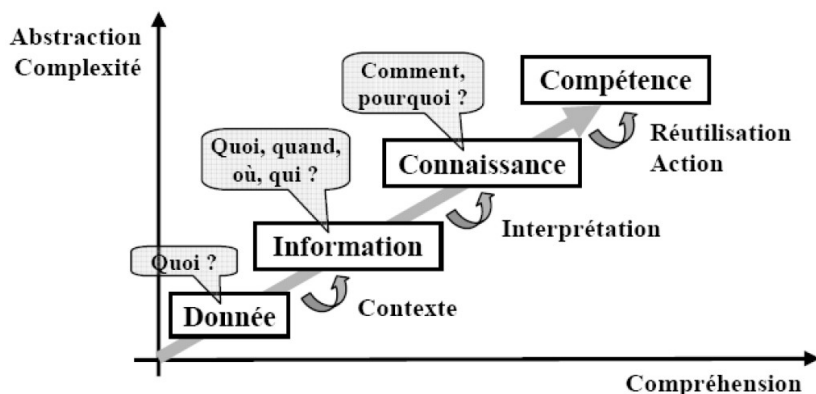 Abstraction
Complexité
Comment,
pourquoi ?
Compétence
Quoi, quand,
où, qui ?
Connaissance
Réutilisation
Action
Information
Interprétation
Quoi ?
Donnée
Contexte
Compréhension